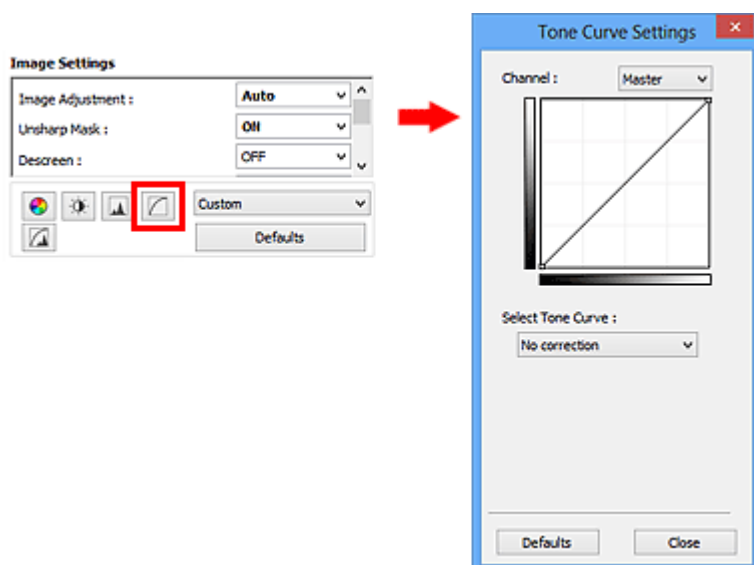 Image Settings
Image Adjustment : Auto
Unsharp Mask : ON
Descreen : OFF
Custom
Defaults
Tone Curve Settings
Channel : Master
Select Tone Curve :
No correction
Defaults Close